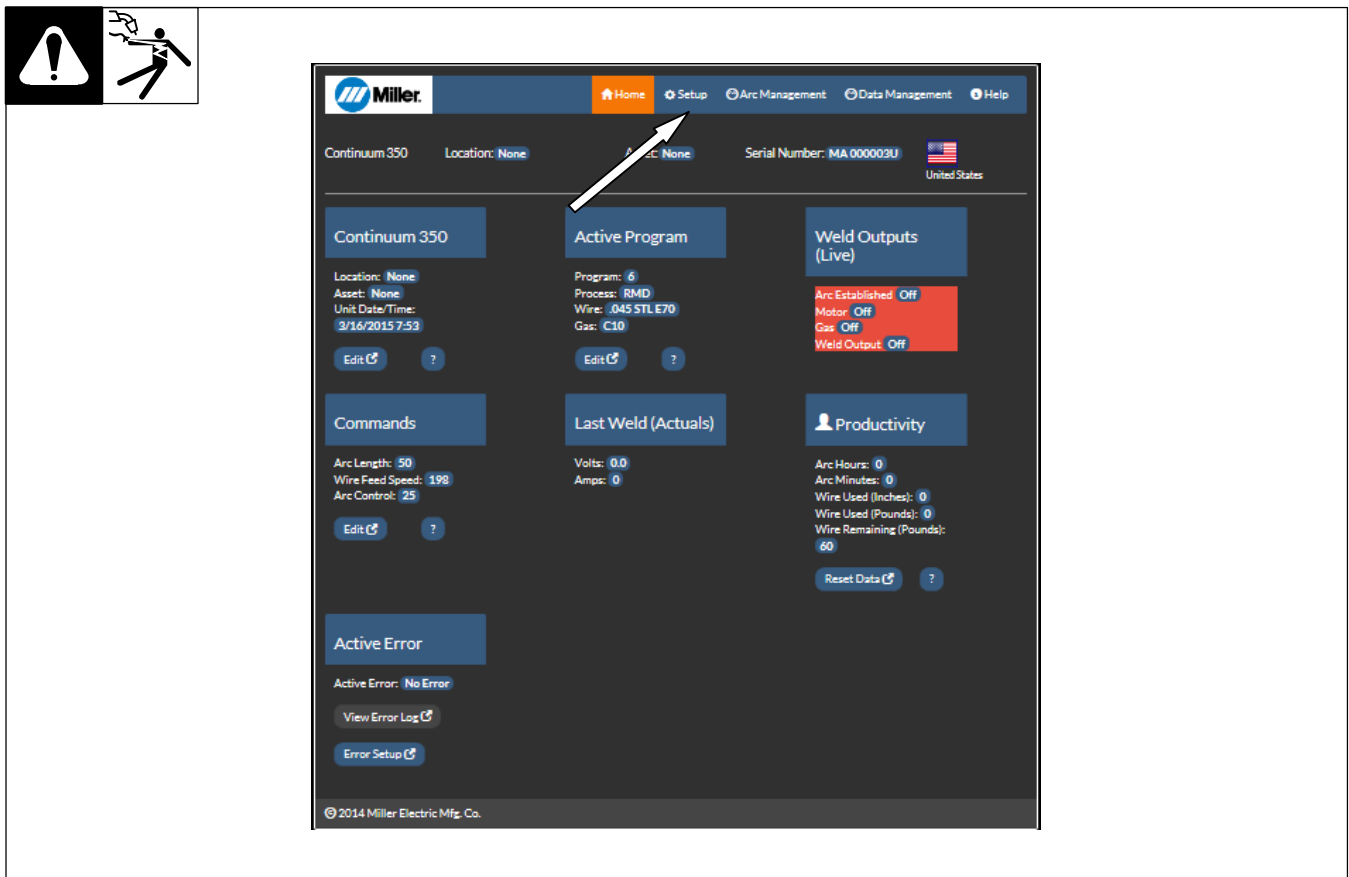 Miller.
Home Setup Arc Management Data Management Help
Continuum 350 Location: None None Serial Number: MA 000003U
United States
Continuum 350
Location: None
Asset: None
Unit Date/Time:
3/16/2015 7:53
Edit ?
Active Program
Program: 6
Process: RMD
Wire: .045 STL E70
Gas: C10
Edit ?
Weld Outputs
(Live)
Arc Established Off
Motor Off
Gas Off
Weld Output Off
Commands
Arc Length: 50
Wire Feed Speed: 198
Arc Control: 25
Edit ?
Last Weld (Actuals)
Volts: 0.0
Amps: 0
Productivity
Arc Hours: 0
Arc Minutes: 0
Wire Used (Inches): 0
Wire Used (Pounds): 0
Wire Remaining (Pounds):
60
Reset Data ?
Active Error
Active Error: No Error
View Error Log
Error Setup
© 2014 Miller Electric Mfg. Co.